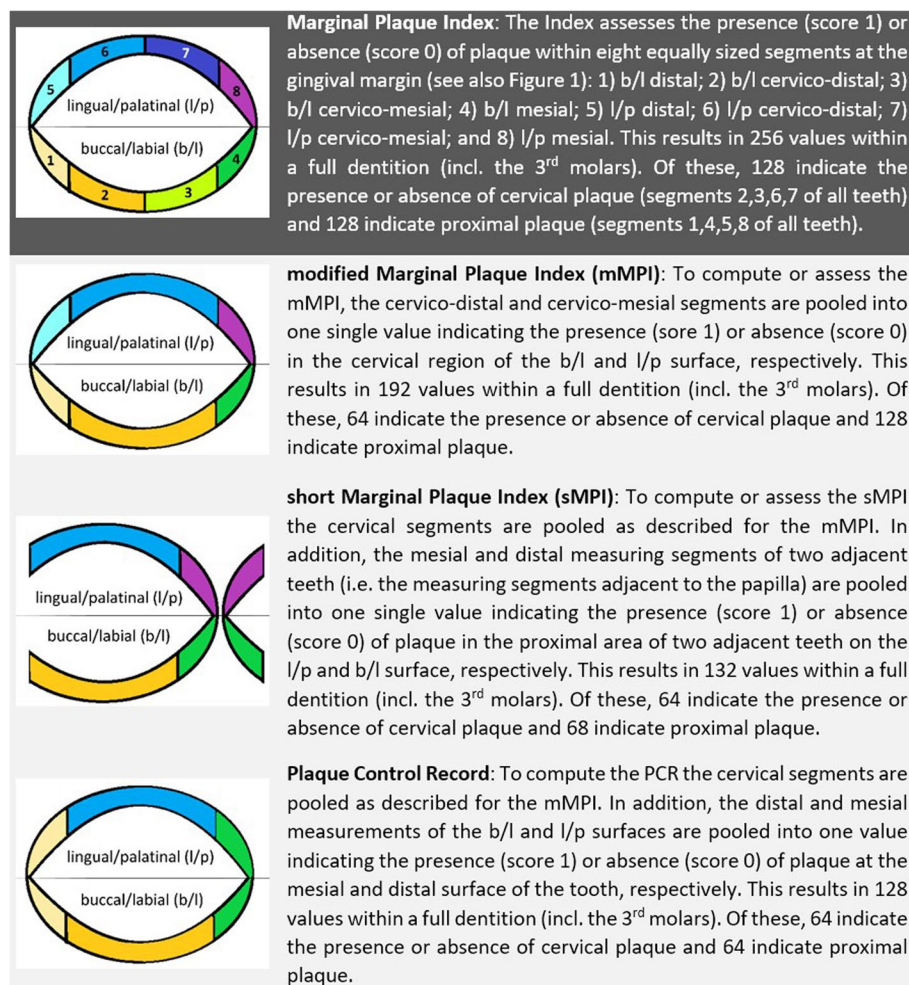 6
7
5
8
lingual/palatinal (l/p)
buccal/labial (b/l)
1
4
2
3
Marginal Plaque Index: The Index assesses the presence (score 1) or
absence (score 0) of plaque within eight equally sized segments at the
gingival margin (see also Figure 1): 1) b/l distal; 2) b/l cervico-distal; 3)
b/l cervico-mesial; 4) b/l mesial; 5) l/p distal; 6) l/p cervico-distal; 7)
l/p cervico-mesial; and 8) l/p mesial. This results in 256 values within
a full dentition (incl. the 3rd molars). Of these, 128 indicate the
presence or absence of cervical plaque (segments 2,3,6,7 of all teeth)
and 128 indicate proximal plaque (segments 1,4,5,8 of all teeth).
lingual/palatinal (l/p)
buccal/labial (b/l)
modified Marginal Plaque Index (mMPI): To compute or assess the
mMPI, the cervico-distal and cervico-mesial segments are pooled into
one single value indicating the presence (sore 1) or absence (score 0)
in the cervical region of the b/l and l/p surface, respectively. This
results in 192 values within a full dentition (incl. the 3rd molars). Of
these, 64 indicate the presence or absence of cervical plaque and 128
indicate proximal plaque.
lingual/palatinal (l/p)
buccal/labial (b/l)
short Marginal Plaque Index (sMPI): To compute or assess the sMPI
the cervical segments are pooled as described for the mMPI. In
addition, the mesial and distal measuring segments of two adjacent
teeth (i.e. the measuring segments adjacent to the papilla) are pooled
into one single value indicating the presence (score 1) or absence
(score 0) of plaque in the proximal area of two adjacent teeth on the
l/p and b/l surface, respectively. This results in 132 values within a full
dentition (incl. the 3rd molars). Of these, 64 indicate the presence or
absence of cervical plaque and 68 indicate proximal plaque.
lingual/palatinal (l/p)
buccal/labial (b/l)
Plaque Control Record: To compute the PCR the cervical segments are
pooled as described for the mMPI. In addition, the distal and mesial
measurements of the b/l and l/p surfaces are pooled into one value
indicating the presence (score 1) or absence (score 0) of plaque at the
mesial and distal surface of the tooth, respectively. This results in 128
values within a full dentition (incl. the 3rd molars). Of these, 64 indicate
the presence or absence of cervical plaque and 64 indicate proximal
plaque.